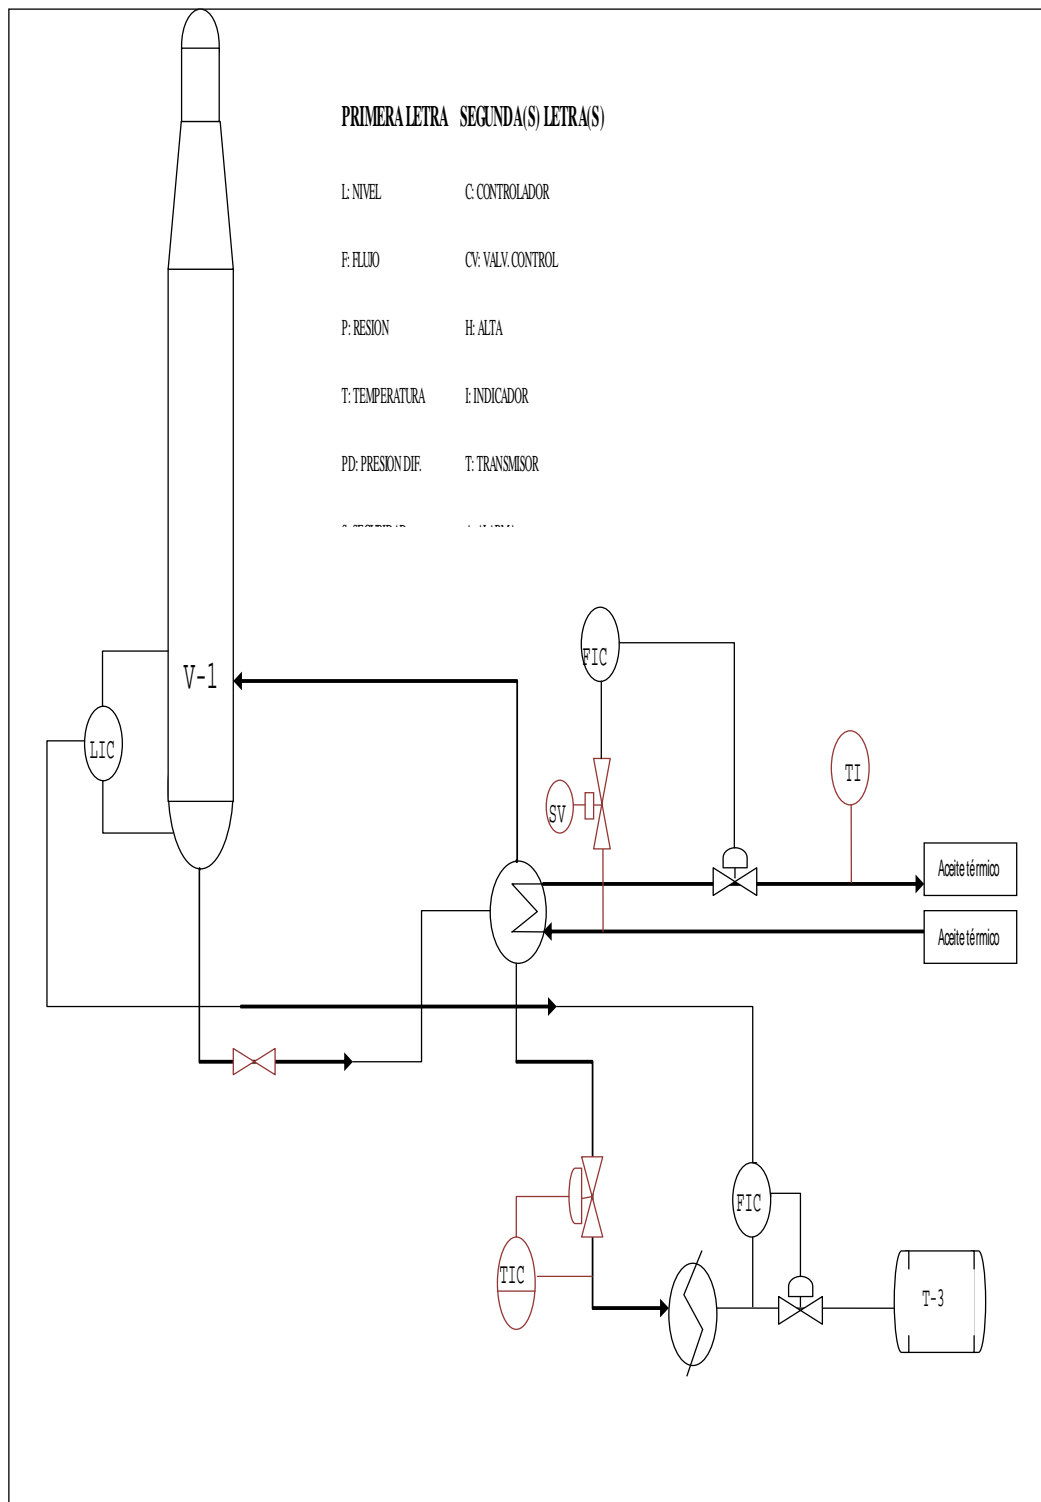 PRIMERA LETRA SEGUNDA(S) LETRA(S)
L: NIVEL C: CONTROLADOR
F: FLUJO CV: VALV. CONTROL
P: RESION H: ALTA
T: TEMPERATURA I: INDICADOR
PD: PRESION DIF. T: TRANSMISOR
FIC
V-1
LIC
TI
SV
Aceite térmico
Aceite térmico
FIC
TIC
T-3